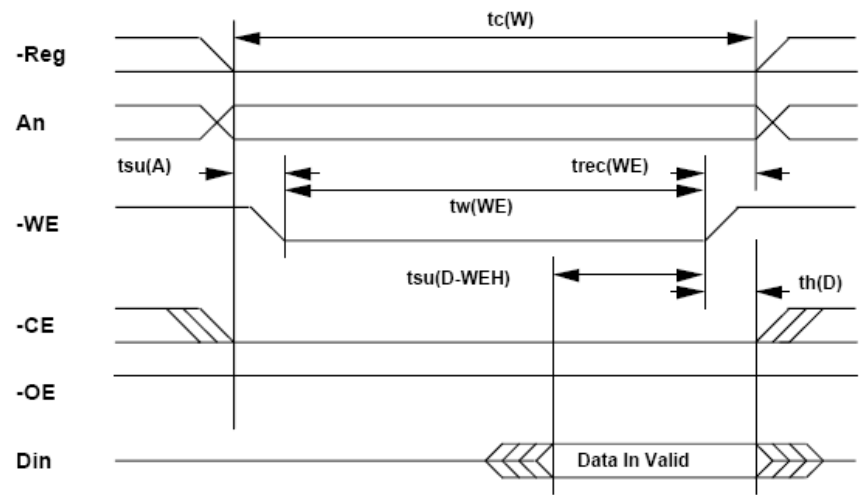 tc(W)
-Reg
An
tsu(A)
trec(WE)
tw(WE)
-WE
tsu(D-WEH)
th(D)
-CE
-OE
Din
Data In Valid